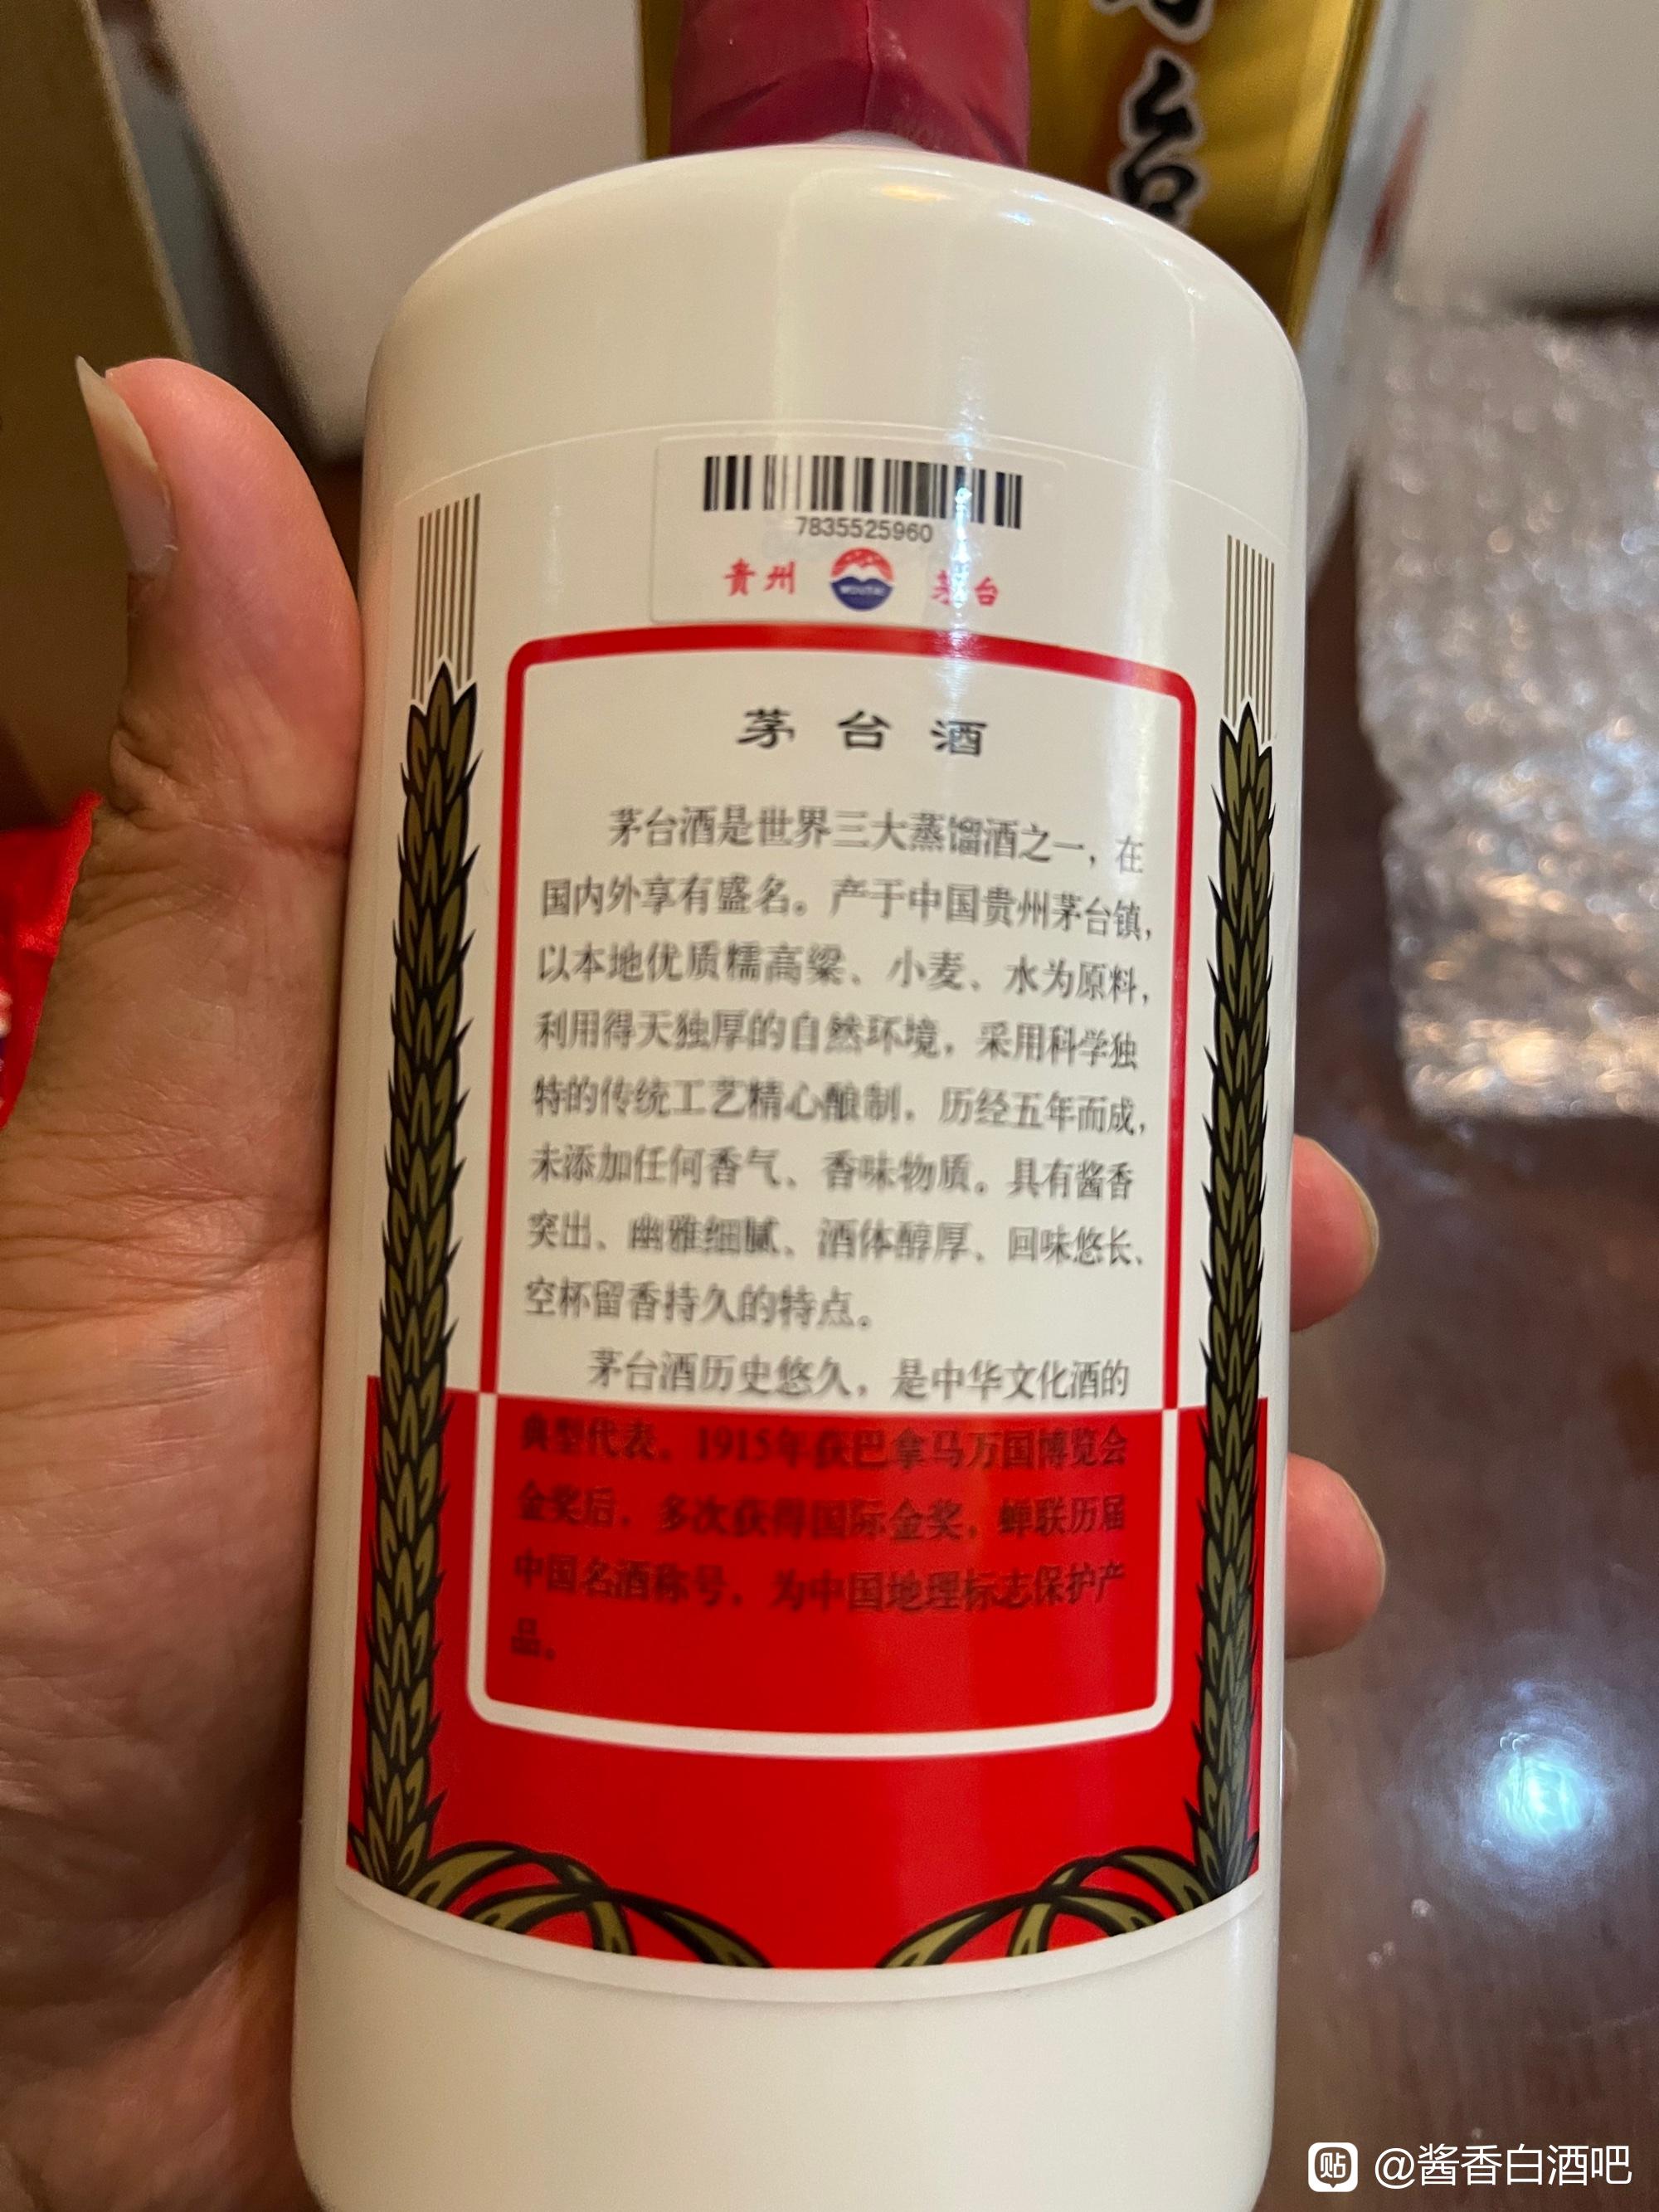 台
7835525960
贵州 MOUTAI 茅台
茅台酒
茅台酒是世界三大蒸馏酒之一，在
国内外享有盛名。产于中国贵州茅台镇，
以本地优质糯高粱、小麦、水为原料，
利用得天独厚的自然环境，采用科学独
特的传统工艺精心酿制，历经五年而成，
未添加任何香气、香味物质。具有酱香
突出、幽雅细腻、酒体醇厚、回味悠长、
空杯留香持久的特点。
茅台酒历史悠久，是中华文化酒的
典型代表。1915年获巴拿马万国博览会
金奖后，多次获得国际金奖，蝉联历届
中国名酒称号，为中国地理标志保护产
品。
贴 @酱香白酒吧